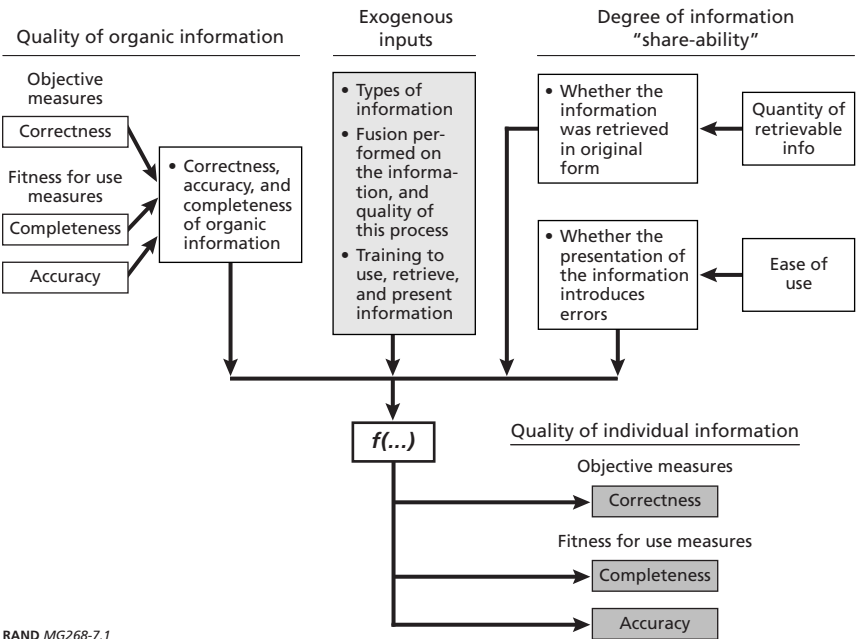 Quality of organic information
Objective
measures
Correctness
Fitness for use
measures
Completeness
Accuracy
• Correctness,
accuracy, and
completeness
of organic
information
Exogenous
inputs
• Types of
information
• Fusion per-
formed on
the informa-
tion, and
quality of
this process
• Training to
use, retrieve,
and present
information
Degree of information
“share-ability”
• Whether the
information
was retrieved
in original
form
Quantity of
retrievable
info
• Whether the
presentation of
the information
introduces
errors
Ease of
use
f(...)
Quality of individual information
Objective measures
Correctness
Fitness for use measures
Completeness
Accuracy
RAND MG268-7.1